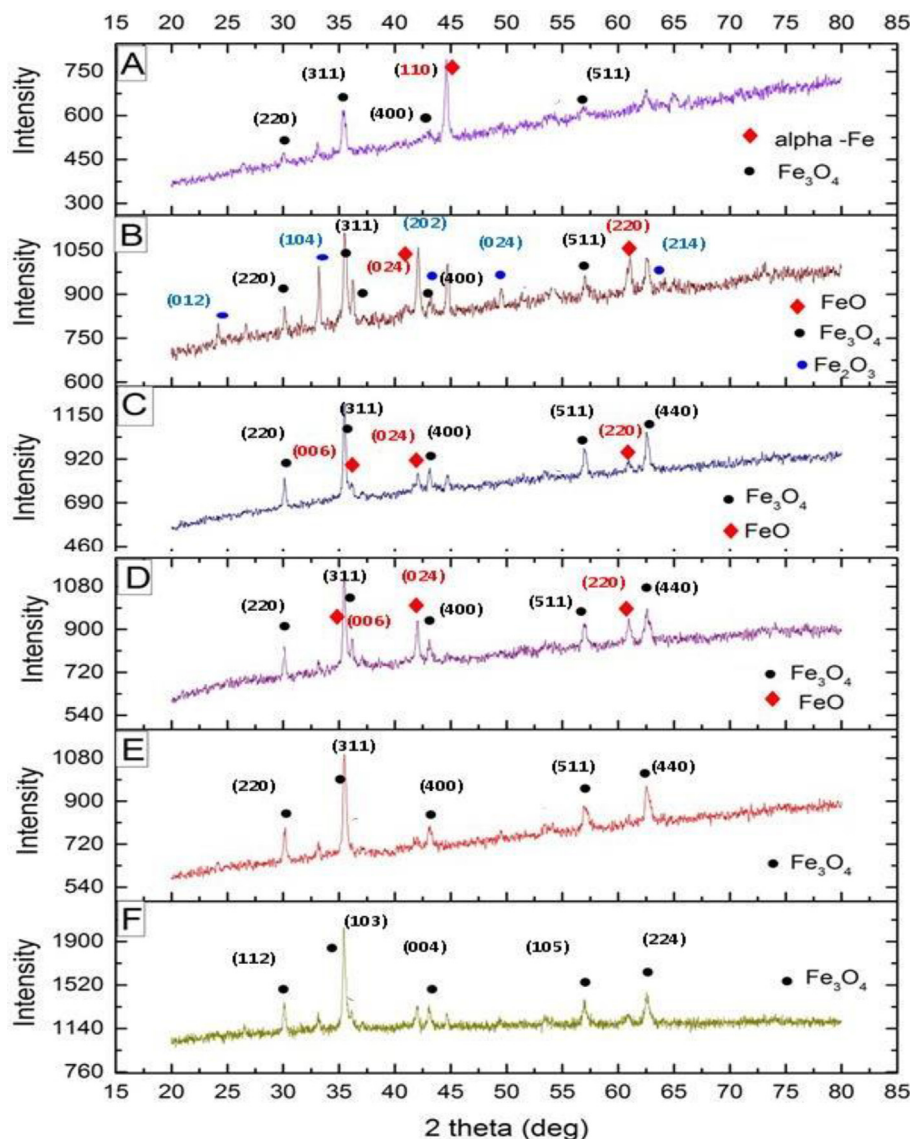 15 20 25 30 35 40 45 50 55 60 65 70 75 80 85
A
750
600
450
300
Intensity
(220)
(311)
(400)
(110)
(511)
alpha -Fe
Fe₃O₄
B
1050
900
750
600
Intensity
(012)
(220)
(104)
(311)
(024)
(202)
(400)
(024)
(511)
(220)
(214)
FeO
Fe₃O₄
Fe₂O₃
C
1150
920
690
460
Intensity
(220)
(006)
(311)
(024)
(400)
(511)
(220)
(440)
Fe₃O₄
FeO
D
1080
900
720
540
Intensity
(220)
(311)
(006)
(024)
(400)
(511)
(220)
(440)
Fe₃O₄
FeO
E
1080
900
720
540
Intensity
(220)
(311)
(400)
(511)
(440)
Fe₃O₄
F
1900
1520
1140
760
Intensity
(112)
(103)
(004)
(105)
(224)
Fe₃O₄
15 20 25 30 35 40 45 50 55 60 65 70 75 80 85
2 theta (deg)